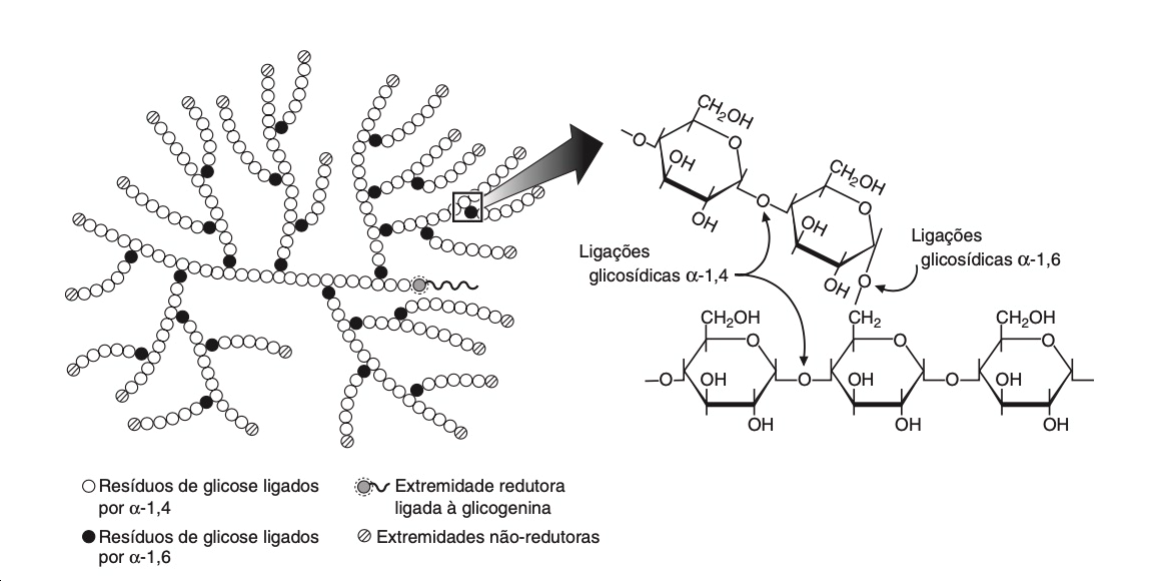 CH2OH
O
O
OH
OH
O
CH2OH
O
OH
OH
O
Ligações
glicosídicas α-1,4
Ligações
glicosídicas α-1,6
CH2OH
O
O
OH
OH
O
CH2
O
OH
OH
O
CH2OH
O
OH
OH
Resíduos de glicose ligados
por α-1,4
Resíduos de glicose ligados
por α-1,6
Extremidade redutora
ligada à glicogenina
Extremidades não-redutoras